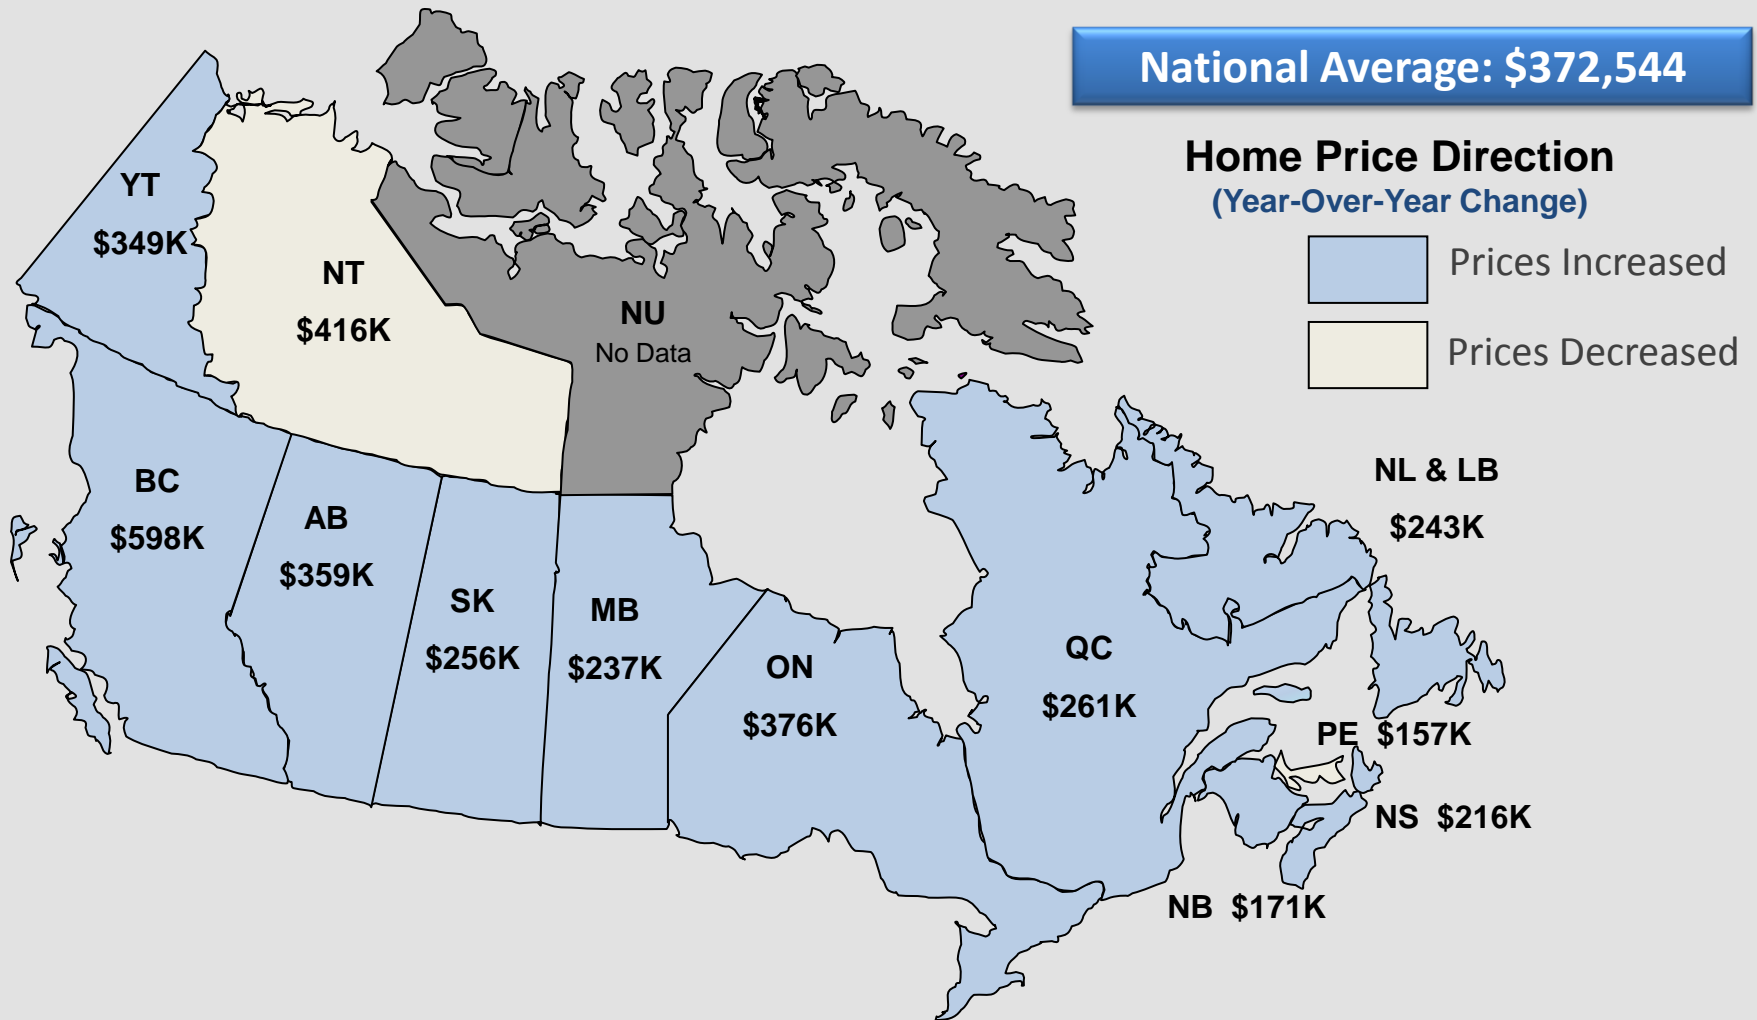 National Average: $372,544
Home Price Direction
(Year-Over-Year Change)
Prices Increased
Prices Decreased
YT
$349K
NT
$416K
NU
No Data
BC
$598K
AB
$359K
SK
$256K
MB
$237K
ON
$376K
QC
$261K
NL & LB
$243K
PE $157K
NS $216K
NB $171K